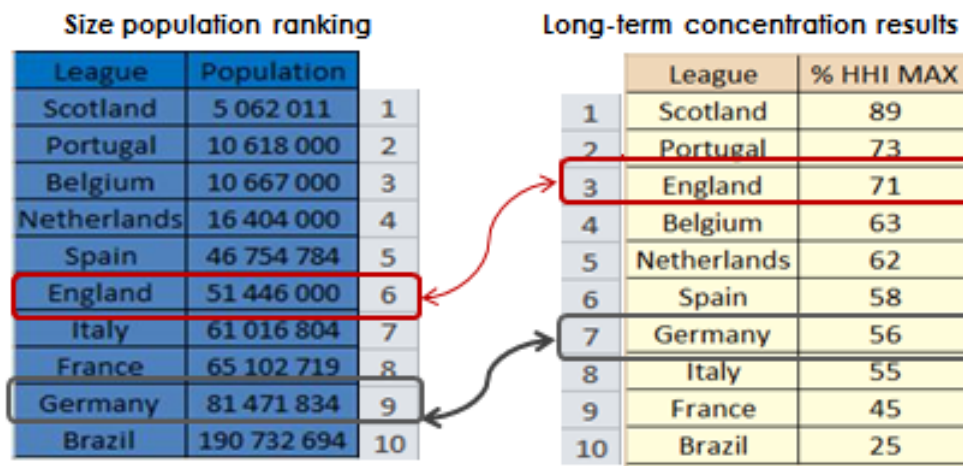 Size population ranking
League Population
Scotland 5 062 011 1
Portugal 10 618 000 2
Belgium 10 667 000 3
Netherlands 16 404 000 4
Spain 46 754 784 5
England 51 446 000 6
Italy 61 016 804 7
France 65 102 719 8
Germany 81 471 834 9
Brazil 190 732 694 10
Long-term concentration results
League % HHI MAX
1 Scotland 89
2 Portugal 73
3 England 71
4 Belgium 63
5 Netherlands 62
6 Spain 58
7 Germany 56
8 Italy 55
9 France 45
10 Brazil 25